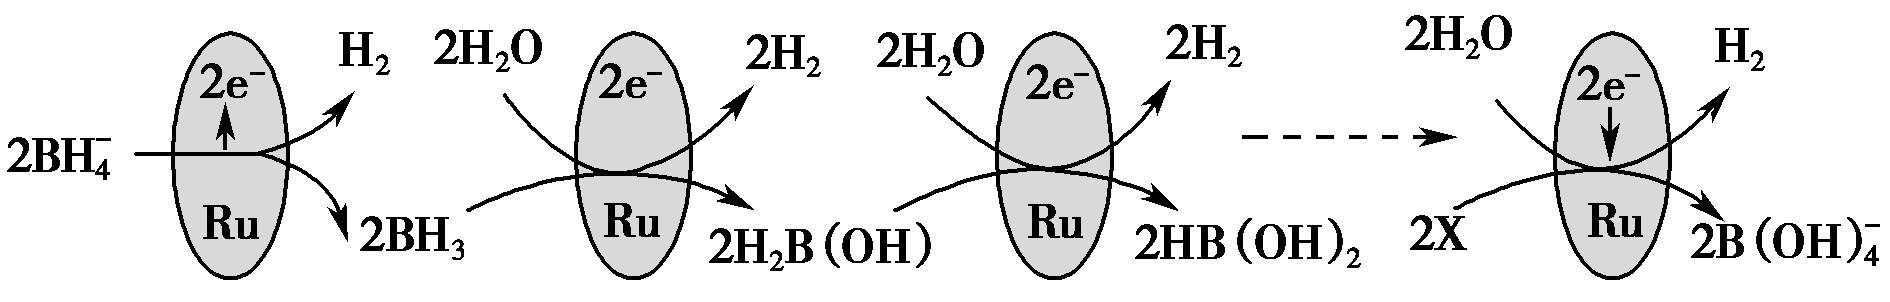 2BH₄⁻ 2e⁻ Ru H₂ 2BH₃
2H₂O 2e⁻ Ru 2H₂ 2H₂B(OH)
2H₂O 2e⁻ Ru 2H₂ 2HB(OH)₂
2H₂O 2X 2e⁻ Ru H₂ 2B(OH)₄⁻